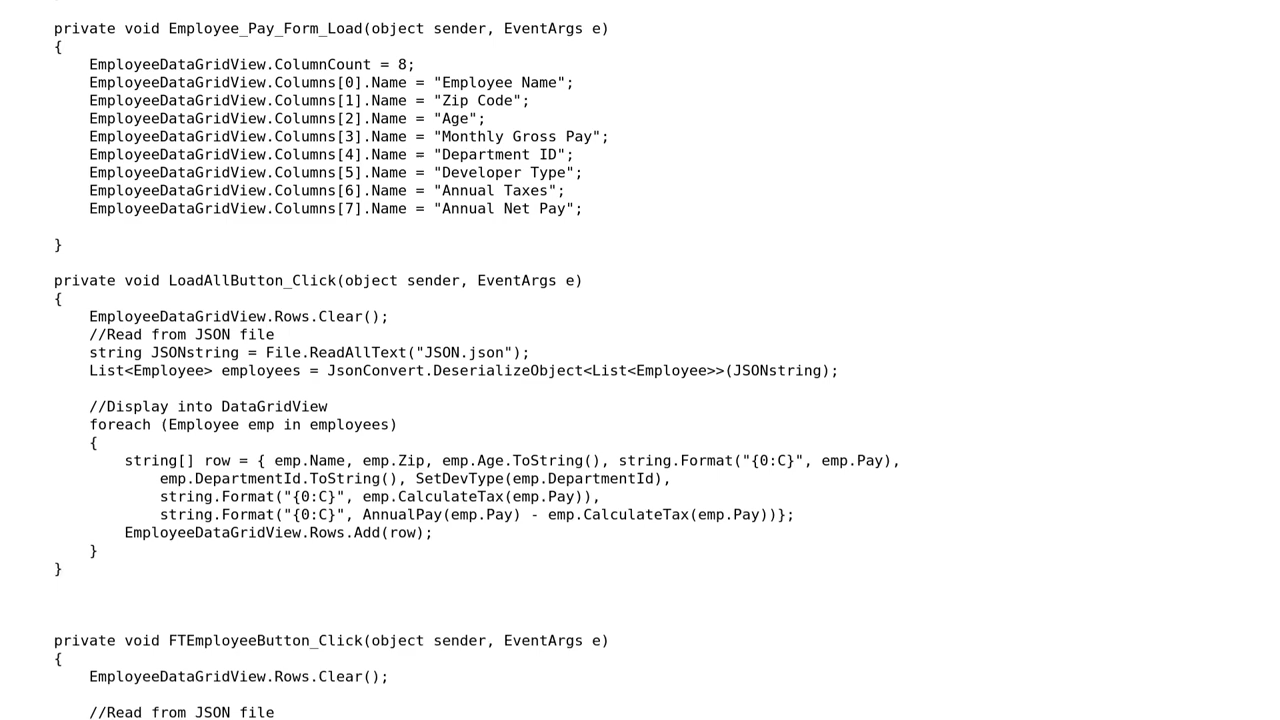 private void Employee_Pay_Form_Load(object sender, EventArgs e)
{
    EmployeeDataGridView.ColumnCount = 8;
    EmployeeDataGridView.Columns[0].Name = "Employee Name";
    EmployeeDataGridView.Columns[1].Name = "Zip Code";
    EmployeeDataGridView.Columns[2].Name = "Age";
    EmployeeDataGridView.Columns[3].Name = "Monthly Gross Pay";
    EmployeeDataGridView.Columns[4].Name = "Department ID";
    EmployeeDataGridView.Columns[5].Name = "Developer Type";
    EmployeeDataGridView.Columns[6].Name = "Annual Taxes";
    EmployeeDataGridView.Columns[7].Name = "Annual Net Pay";

}

private void LoadAllButton_Click(object sender, EventArgs e)
{
    EmployeeDataGridView.Rows.Clear();
    //Read from JSON file
    string JSONstring = File.ReadAllText("JSON.json");
    List<Employee> employees = JsonConvert.DeserializeObject<List<Employee>>(JSONstring);

    //Display into DataGridView
    foreach (Employee emp in employees)
    {
        string[] row = { emp.Name, emp.Zip, emp.Age.ToString(), string.Format("{0:C}", emp.Pay),
            emp.DepartmentId.ToString(), SetDevType(emp.DepartmentId),
            string.Format("{0:C}", emp.CalculateTax(emp.Pay)),
            string.Format("{0:C}", AnnualPay(emp.Pay) - emp.CalculateTax(emp.Pay))};
        EmployeeDataGridView.Rows.Add(row);
    }
}

private void FTEmployeeButton_Click(object sender, EventArgs e)
{
    EmployeeDataGridView.Rows.Clear();

    //Read from JSON file